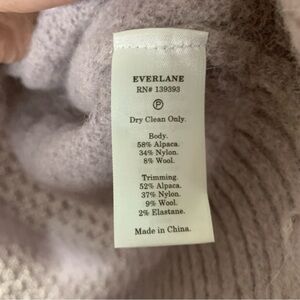 EVERLANE
RN# 139393
P
Dry Clean Only.
Body.
58% Alpaca.
34% Nylon.
8% Wool.
Trimming.
52% Alpaca.
37% Nylon.
9% Wool.
2% Elastane.
Made in China.